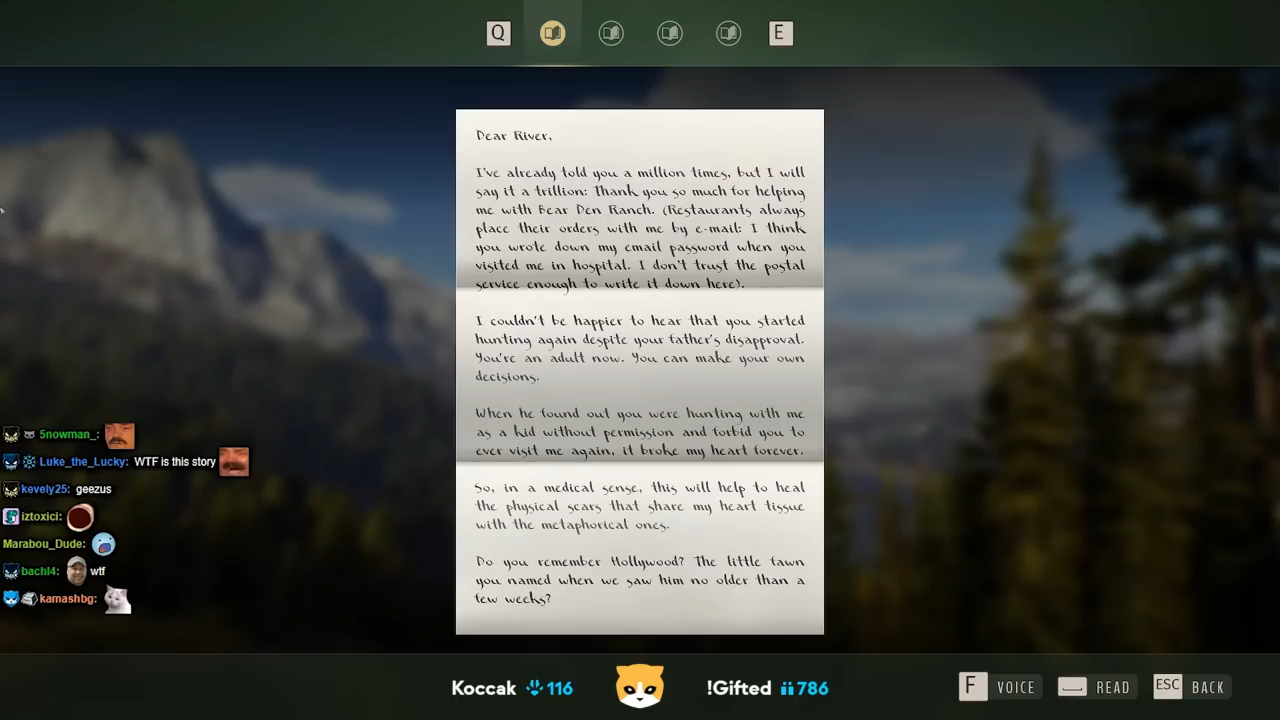 Q
E
Dear River,
I've already told you a million times, but I will
say it a trillion: Thank you so much for helping
me with Bear Den Ranch. (Restaurants always
place their orders with me by e-mail: I think
you wrote down my email password when you
visited me in hospital. I don't trust the postal
service enough to write it down here).
I couldn't be happier to hear that you started
hunting again despite your father's disapproval.
You're an adult now. You can make your own
decisions.
When he found out you were hunting with me
as a kid without permission and forbid you to
ever visit me again, it broke my heart forever.
So, in a medical sense, this will help to heal
the physical scars that share my heart tissue
with the metaphorical ones.
Do you remember Hollywood? The little fawn
you named when we saw him no older than a
few weeks?
5nowman_:
Luke_the_Lucky: WTF is this story
kevely25: geezus
iztoxici:
Marabou_Dude:
bachl4: wtf
kamashbg:
Koccak 116
!Gifted 786
F VOICE
READ
ESC BACK